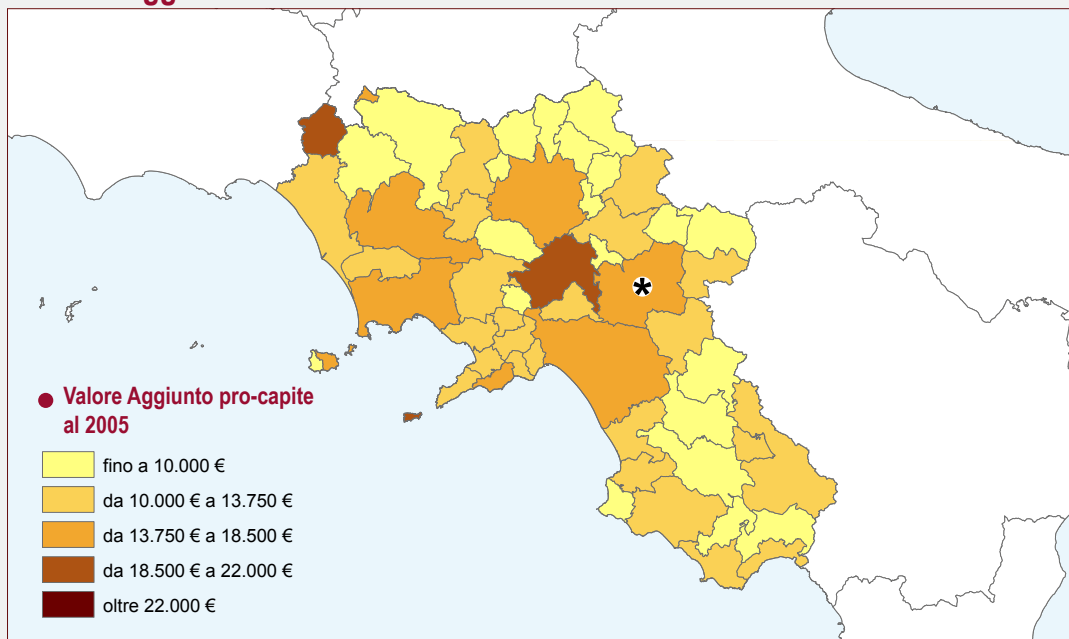 Valore Aggiunto pro-capite
al 2005
fino a 10.000 €
da 10.000 € a 13.750 €
da 13.750 € a 18.500 €
da 18.500 € a 22.000 €
oltre 22.000 €
*